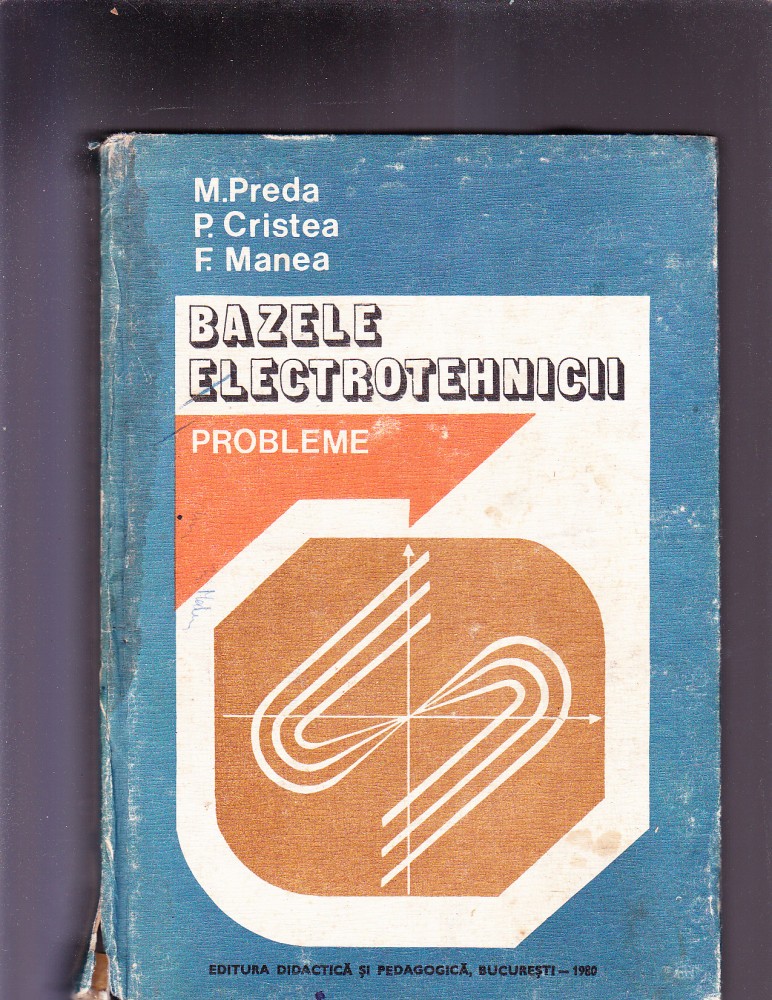 M.Preda
P. Cristea
F. Manea
BAZELE
ELECTROTEHNICII
PROBLEME
EDITURA DIDACTICĂ ȘI PEDAGOGICĂ, BUCUREȘTI — 1980